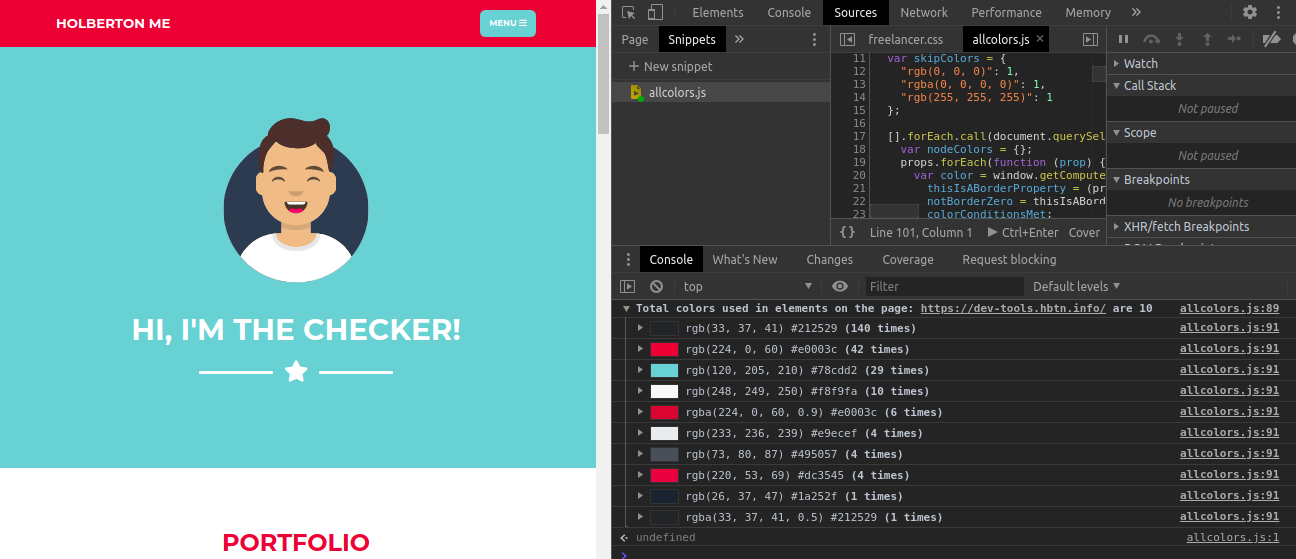 HOLBERTON ME
MENU
HI, I'M THE CHECKER!
PORTFOLIO
Elements Console Sources Network Performance Memory »
Page Snippets »
+ New snippet
allcolors.js
freelancer.css allcolors.js ×
11 var skipColors = {
12 "rgb(0, 0, 0)": 1,
13 "rgba(0, 0, 0, 0)": 1,
14 "rgb(255, 255, 255)": 1
15 };
16
17 [].forEach.call(document.querySel
18 var nodeColors = {};
19 props.forEach(function (prop) {
20 var color = window.getCompute
21 thisIsABorderProperty = (pr
22 notBorderZero = thisIsABord
23 colorConditionsMet;
{} Line 101, Column 1 Ctrl+Enter Cover
Watch
Call Stack
Not paused
Scope
Not paused
Breakpoints
No breakpoints
XHR/fetch Breakpoints
Console What's New Changes Coverage Request blocking
top Filter Default levels
Total colors used in elements on the page: https://dev-tools.hbtn.info/ are 10 allcolors.js:89
rgb(33, 37, 41) #212529 (140 times) allcolors.js:91
rgb(224, 0, 60) #e0003c (42 times) allcolors.js:91
rgb(120, 205, 210) #78cdd2 (29 times) allcolors.js:91
rgb(248, 249, 250) #f8f9fa (10 times) allcolors.js:91
rgba(224, 0, 60, 0.9) #e0003c (6 times) allcolors.js:91
rgb(233, 236, 239) #e9ecef (4 times) allcolors.js:91
rgb(73, 80, 87) #495057 (4 times) allcolors.js:91
rgb(220, 53, 69) #dc3545 (4 times) allcolors.js:91
rgb(26, 37, 47) #1a252f (1 times) allcolors.js:91
rgba(33, 37, 41, 0.5) #212529 (1 times) allcolors.js:91
undefined allcolors.js:1